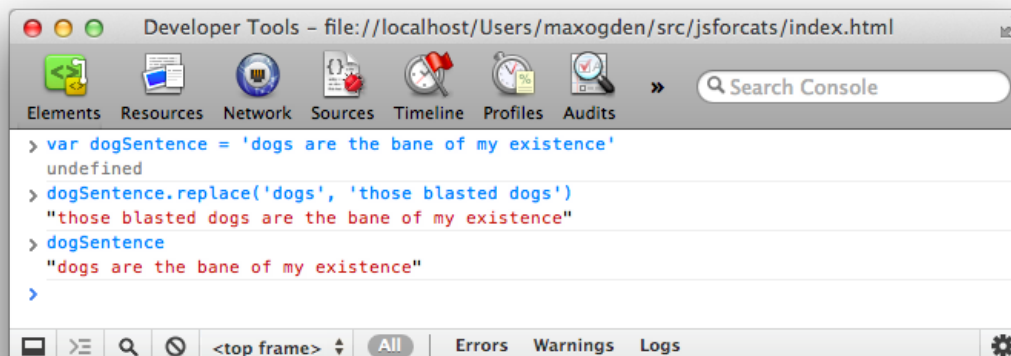 Developer Tools – file://localhost/Users/maxogden/src/jsforcats/index.html
Elements Resources Network Sources Timeline Profiles Audits » Search Console
> var dogSentence = 'dogs are the bane of my existence'
undefined
> dogSentence.replace('dogs', 'those blasted dogs')
"those blasted dogs are the bane of my existence"
> dogSentence
"dogs are the bane of my existence"
>
<top frame> All Errors Warnings Logs